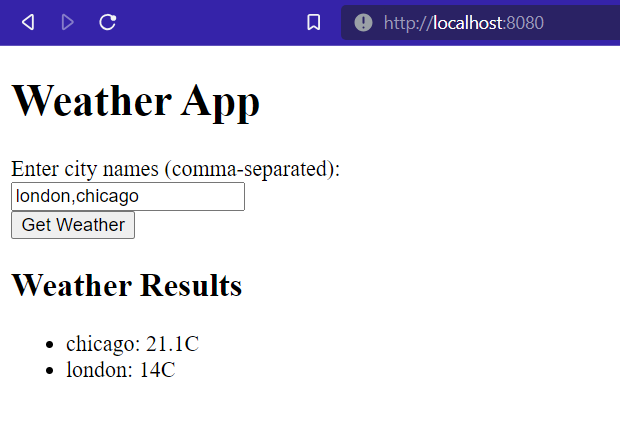 http://localhost:8080
Weather App
Enter city names (comma-separated):
london,chicago
Get Weather
Weather Results
chicago: 21.1C
london: 14C